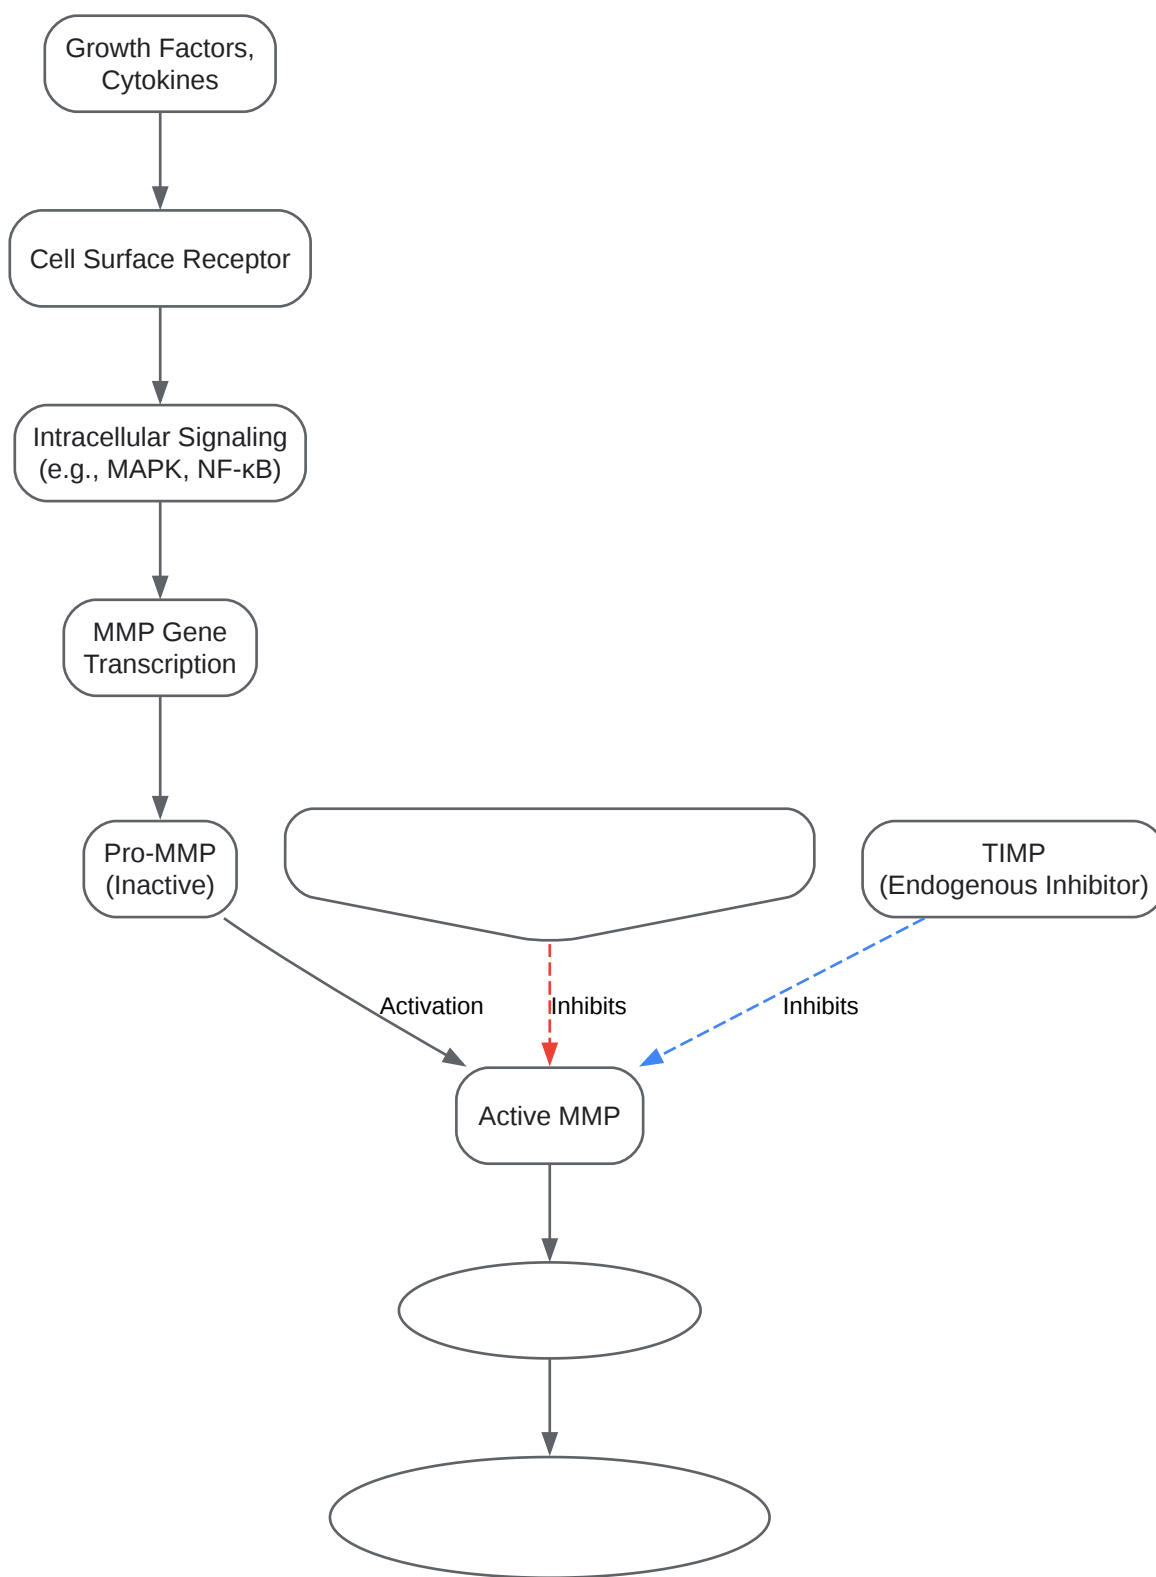 Growth Factors,
Cytokines
Cell Surface Receptor
Intracellular Signaling
(e.g., MAPK, NF-κB)
MMP Gene
Transcription
Pro-MMP
(Inactive)
TIMP
(Endogenous Inhibitor)
Activation
Inhibits
Inhibits
Active MMP